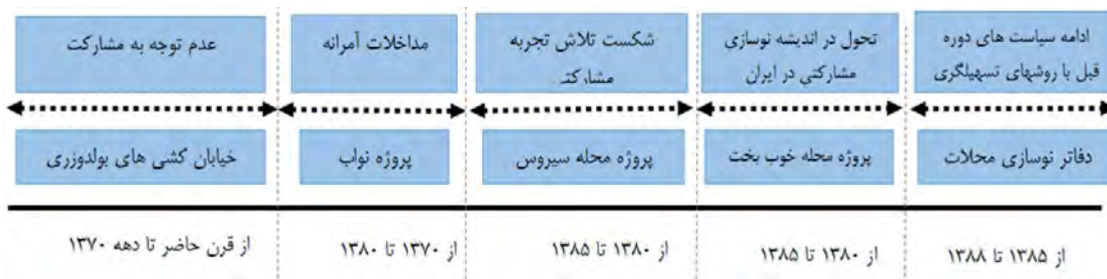 عدم توجه به مشارکت
مداخلات آمرانه
شکست تلاش تجربه
مشارکتی
تحول در اندیشه نوسازی
مشارکتی در ایران
ادامه سیاست های دوره
قبل با روشهای تسهیلگری
خیابان کشی های بولدوزری
پروژه نواب
پروژه محله سیروس
پروژه محله خوب بخت
دفاتر نوسازی محلات
از قرن حاضر تا دهه ۱۳۷۰
از ۱۳۷۰ تا ۱۳۸۰
از ۱۳۸۰ تا ۱۳۸۵
از ۱۳۸۰ تا ۱۳۸۵
از ۱۳۸۵ تا ۱۳۸۸